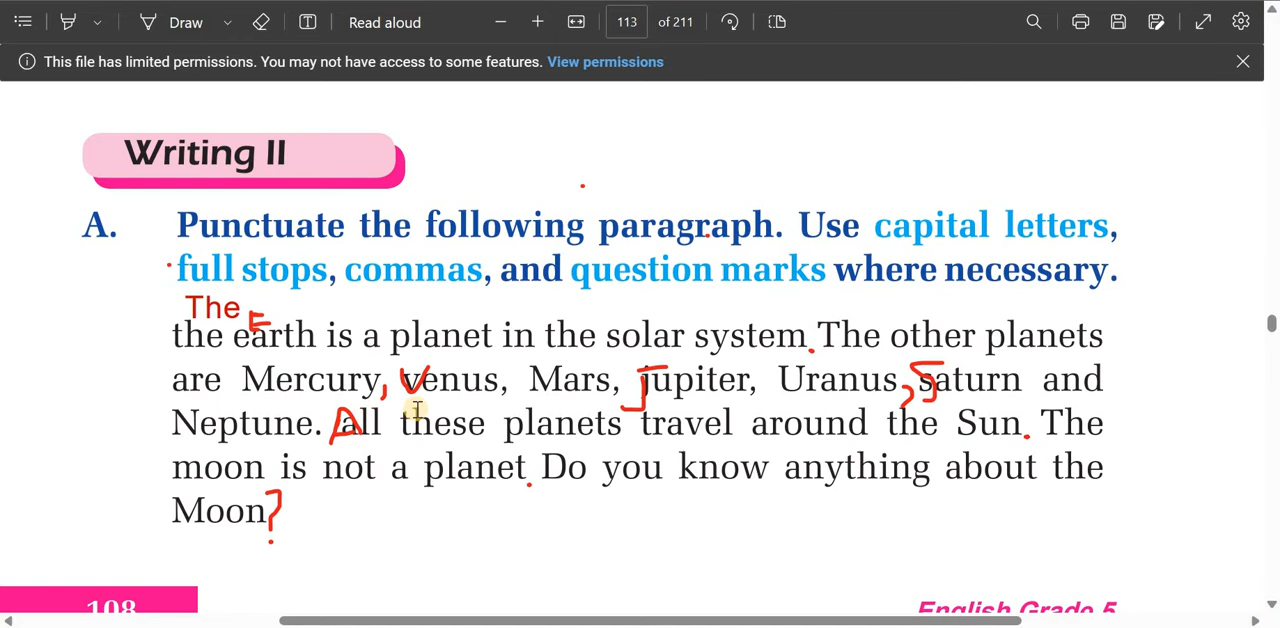 Draw
Read aloud
113
of 211
This file has limited permissions. You may not have access to some features. View permissions
Writing II
A. Punctuate the following paragraph. Use capital letters,
full stops, commas, and question marks where necessary.
The E
the earth is a planet in the solar system. The other planets
are Mercury, venus, Mars, jupiter, Uranus, saturn and
Neptune. all these planets travel around the Sun. The
moon is not a planet. Do you know anything about the
Moon?
V J S
A
108
English Grade 5